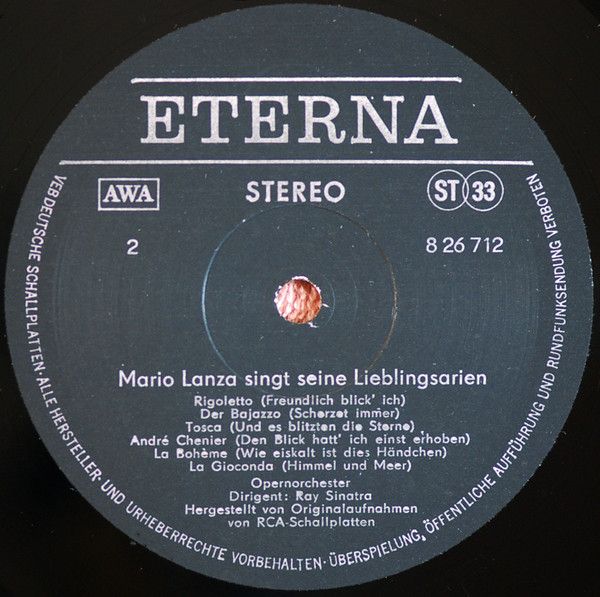 ETERNA
AWA
STEREO
ST 33
2
8 26 712
Mario Lanza singt seine Lieblingsarien
Rigoletto (Freundlich blick' ich)
Der Bajazzo (Scherzet immer)
Tosca (Und es blitzten die Sterne)
André Chenier (Den Blick hatt' ich einst erhoben)
La Bohème (Wie eiskalt ist dies Händchen)
La Gioconda (Himmel und Meer)
Opernorchester
Dirigent: Ray Sinatra
Hergestellt von Originalaufnahmen
von RCA-Schallplatten
VEB DEUTSCHE SCHALLPLATTEN · ALLE HERSTELLER- UND URHEBERRECHTE VORBEHALTEN · ÜBERSPIELUNG, ÖFFENTLICHE AUFFÜHRUNG UND RUNDFUNKSENDUNG VERBOTEN